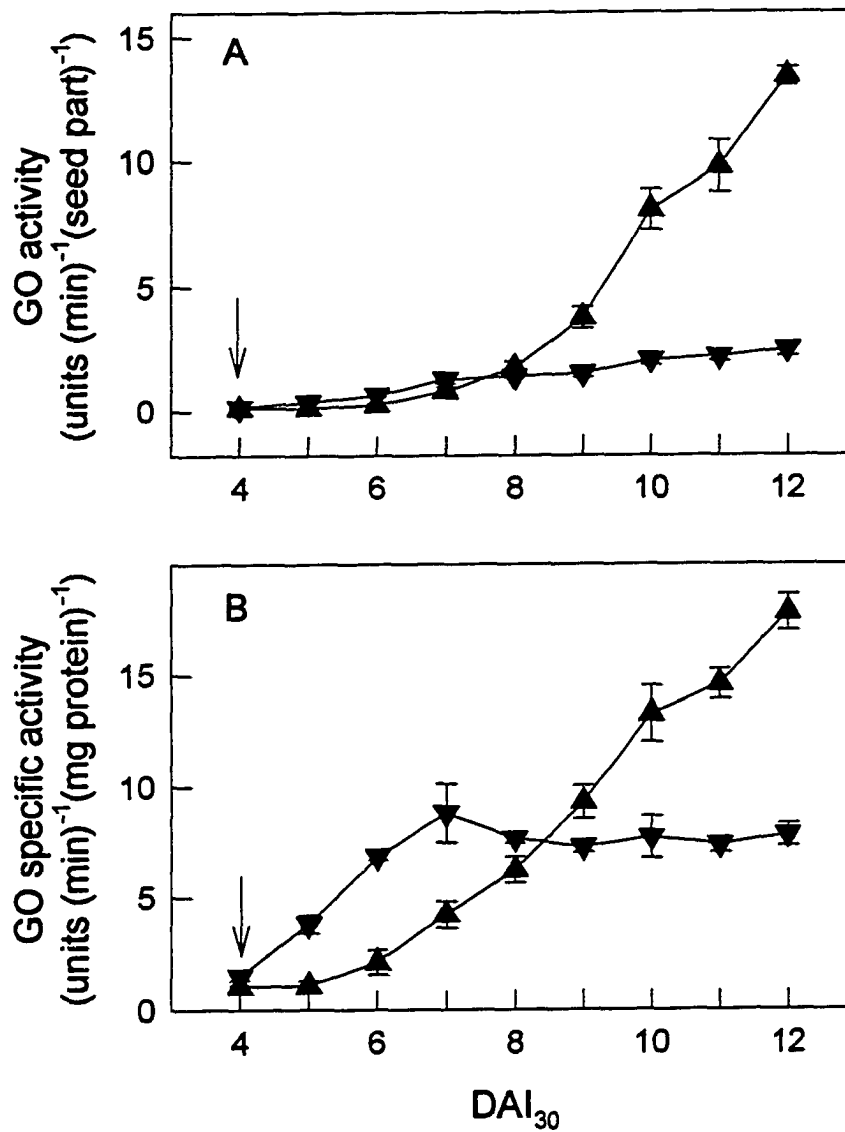 A
GO activity
(units (min)⁻¹(seed part)⁻¹
15
10
5
0
4 6 8 10 12
B
GO specific activity
(units (min)⁻¹(mg protein)⁻¹
15
10
5
0
4 6 8 10 12
DAI₃₀